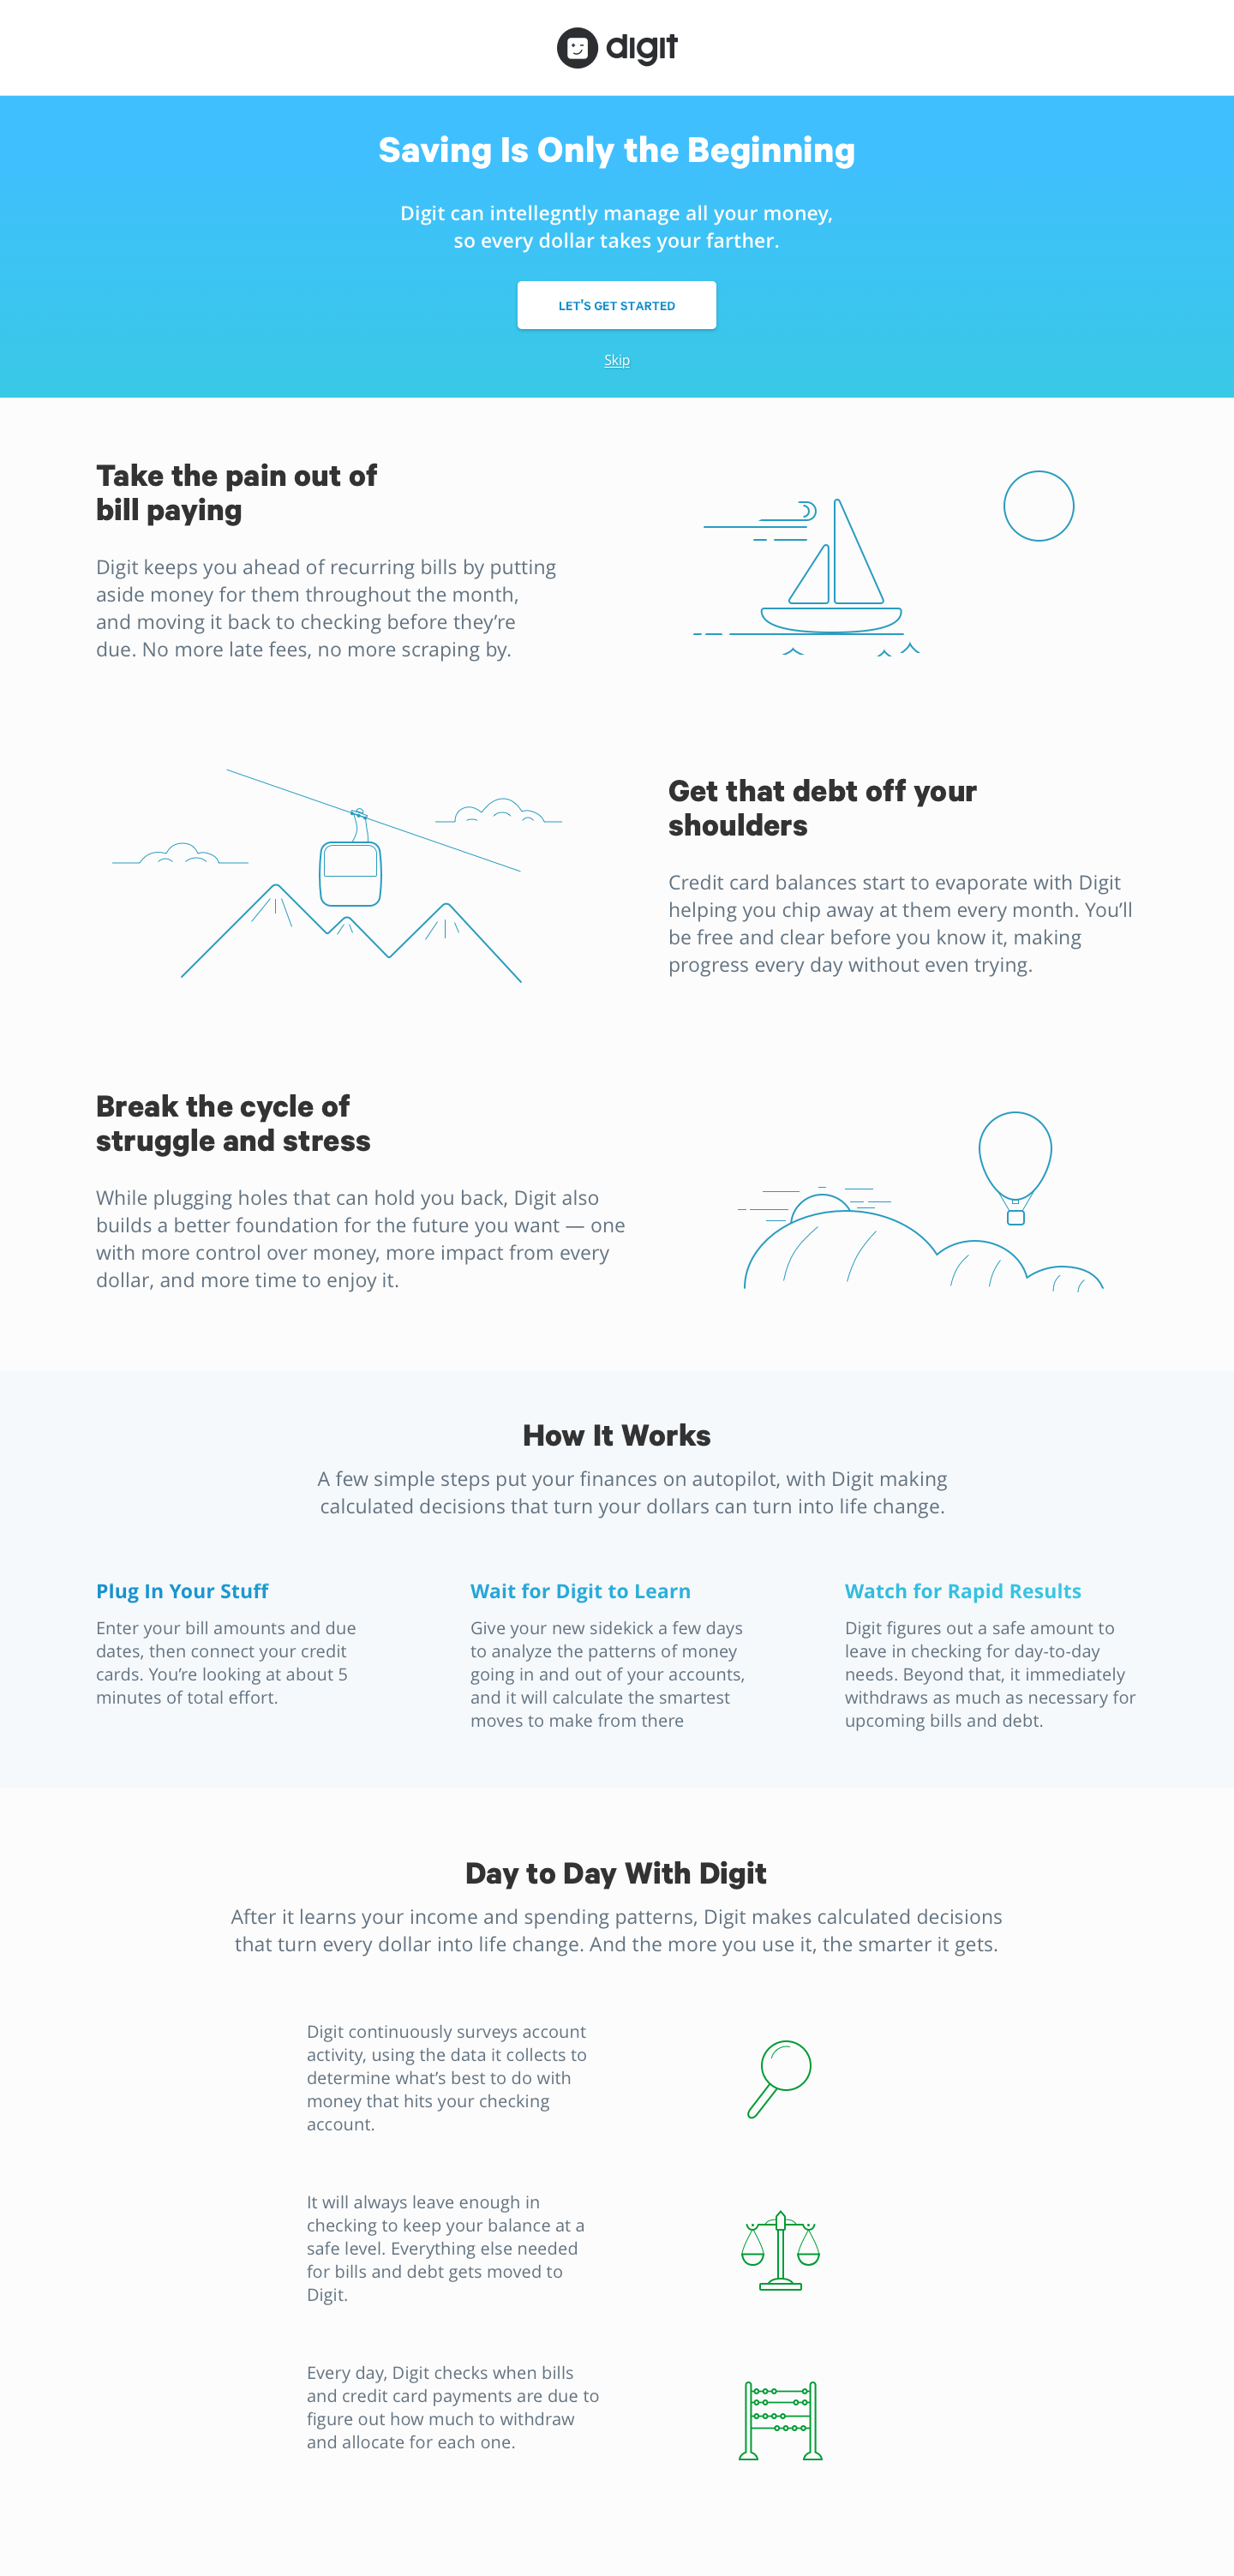 digit
Saving Is Only the Beginning
Digit can intellegntly manage all your money,
so every dollar takes your farther.
LET'S GET STARTED
Skip
Take the pain out of
bill paying
Digit keeps you ahead of recurring bills by putting
aside money for them throughout the month,
and moving it back to checking before they’re
due. No more late fees, no more scraping by.
Get that debt off your
shoulders
Credit card balances start to evaporate with Digit
helping you chip away at them every month. You’ll
be free and clear before you know it, making
progress every day without even trying.
Break the cycle of
struggle and stress
While plugging holes that can hold you back, Digit also
builds a better foundation for the future you want — one
with more control over money, more impact from every
dollar, and more time to enjoy it.
How It Works
A few simple steps put your finances on autopilot, with Digit making
calculated decisions that turn your dollars can turn into life change.
Plug In Your Stuff
Enter your bill amounts and due
dates, then connect your credit
cards. You’re looking at about 5
minutes of total effort.
Wait for Digit to Learn
Give your new sidekick a few days
to analyze the patterns of money
going in and out of your accounts,
and it will calculate the smartest
moves to make from there
Watch for Rapid Results
Digit figures out a safe amount to
leave in checking for day-to-day
needs. Beyond that, it immediately
withdraws as much as necessary for
upcoming bills and debt.
Day to Day With Digit
After it learns your income and spending patterns, Digit makes calculated decisions
that turn every dollar into life change. And the more you use it, the smarter it gets.
Digit continuously surveys account
activity, using the data it collects to
determine what’s best to do with
money that hits your checking
account.
It will always leave enough in
checking to keep your balance at a
safe level. Everything else needed
for bills and debt gets moved to
Digit.
Every day, Digit checks when bills
and credit card payments are due to
figure out how much to withdraw
and allocate for each one.